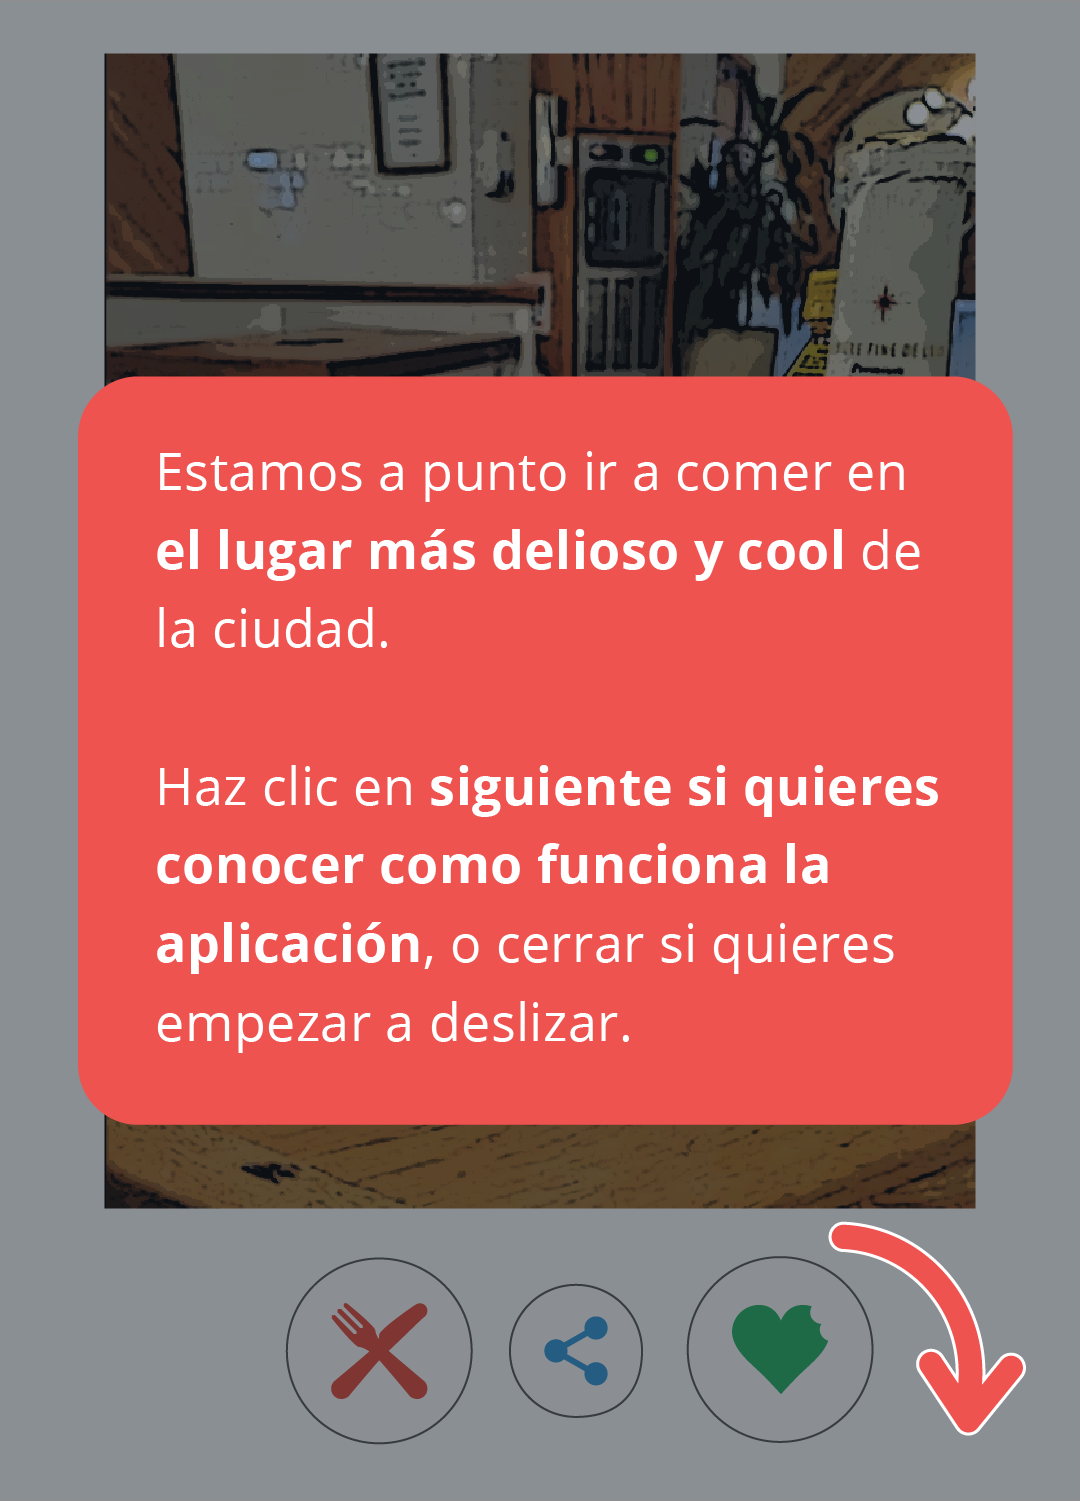 Estamos a punto ir a comer en
el lugar más delioso y cool de
la ciudad.
Haz clic en siguiente si quieres
conocer como funciona la
aplicación, o cerrar si quieres
empezar a deslizar.